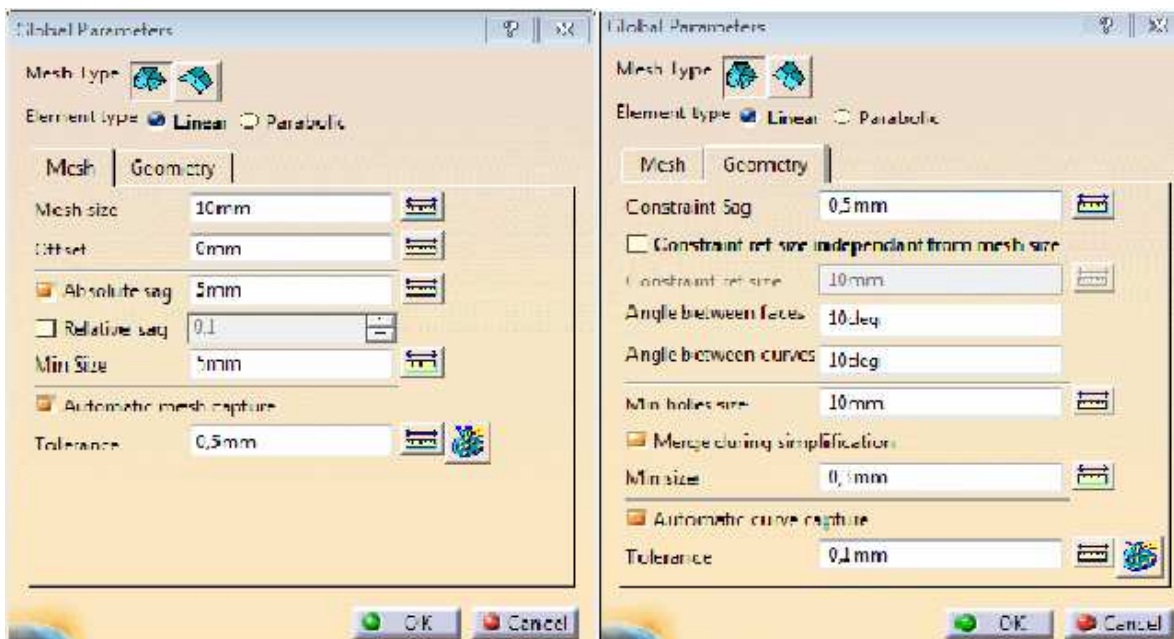 Global Parameters
Mesh Type
Element type Linear Parabolic
Mesh Geometry
Mesh size 10mm
Offset 0mm
Absolute sag 5mm
Relative sag 0,1
Min Size 5mm
Automatic mesh capture
Tolerance 0,5mm
OK Cancel
Global Parameters
Mesh Type
Element type Linear Parabolic
Mesh Geometry
Constraint Sag 0,5mm
Constraint ref size independant from mesh size
Constraint ref size 10mm
Angle between faces 10deg
Angle between curves 10deg
Min holes size 10mm
Merge during simplification
Min size
Automatic curve capture
Tolerance 0,1mm
OK Cancel